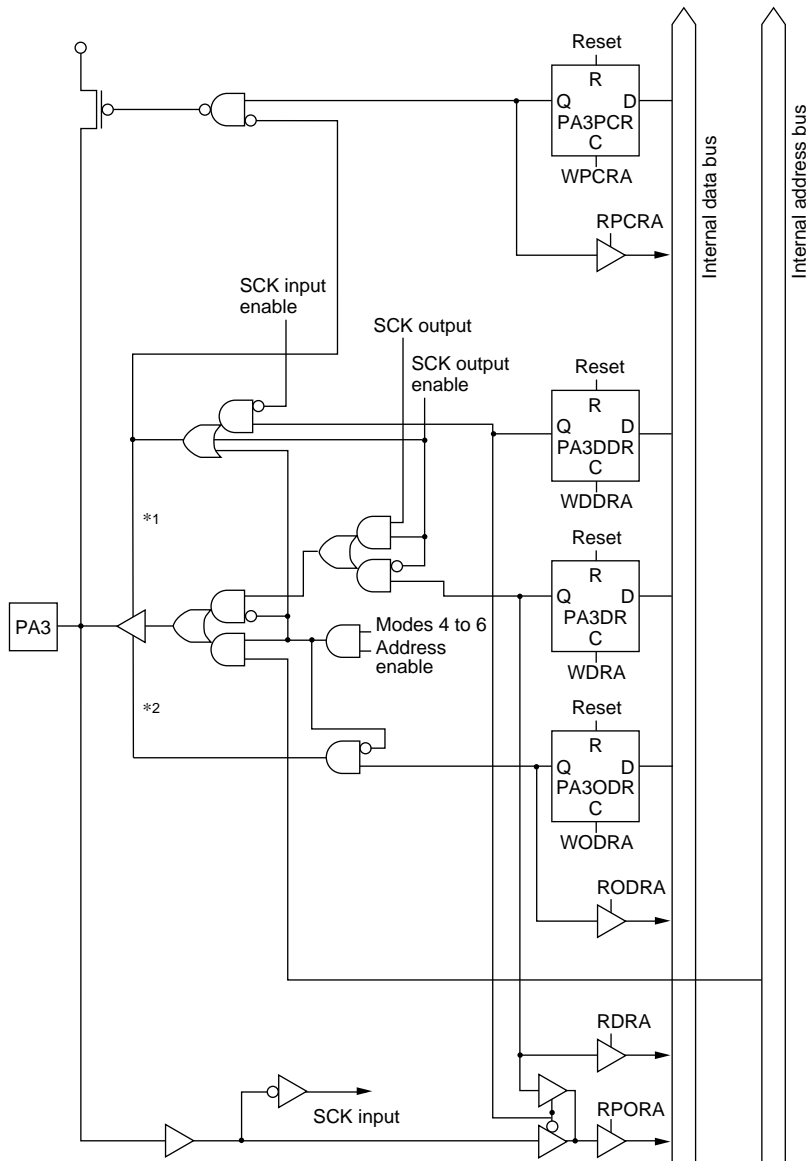 Reset
R
Q D
PA3PCR
C
WPCRA
RPCRA
Internal data bus
Internal address bus
SCK input
enable
SCK output
SCK output
enable
Reset
R
Q D
PA3DDR
C
WDDRA
*1
Reset
R
Q D
PA3DR
C
WDRA
PA3
Modes 4 to 6
Address
enable
*2
Reset
R
Q D
PA3ODR
C
WODRA
RODRA
RDRA
SCK input
RPORA